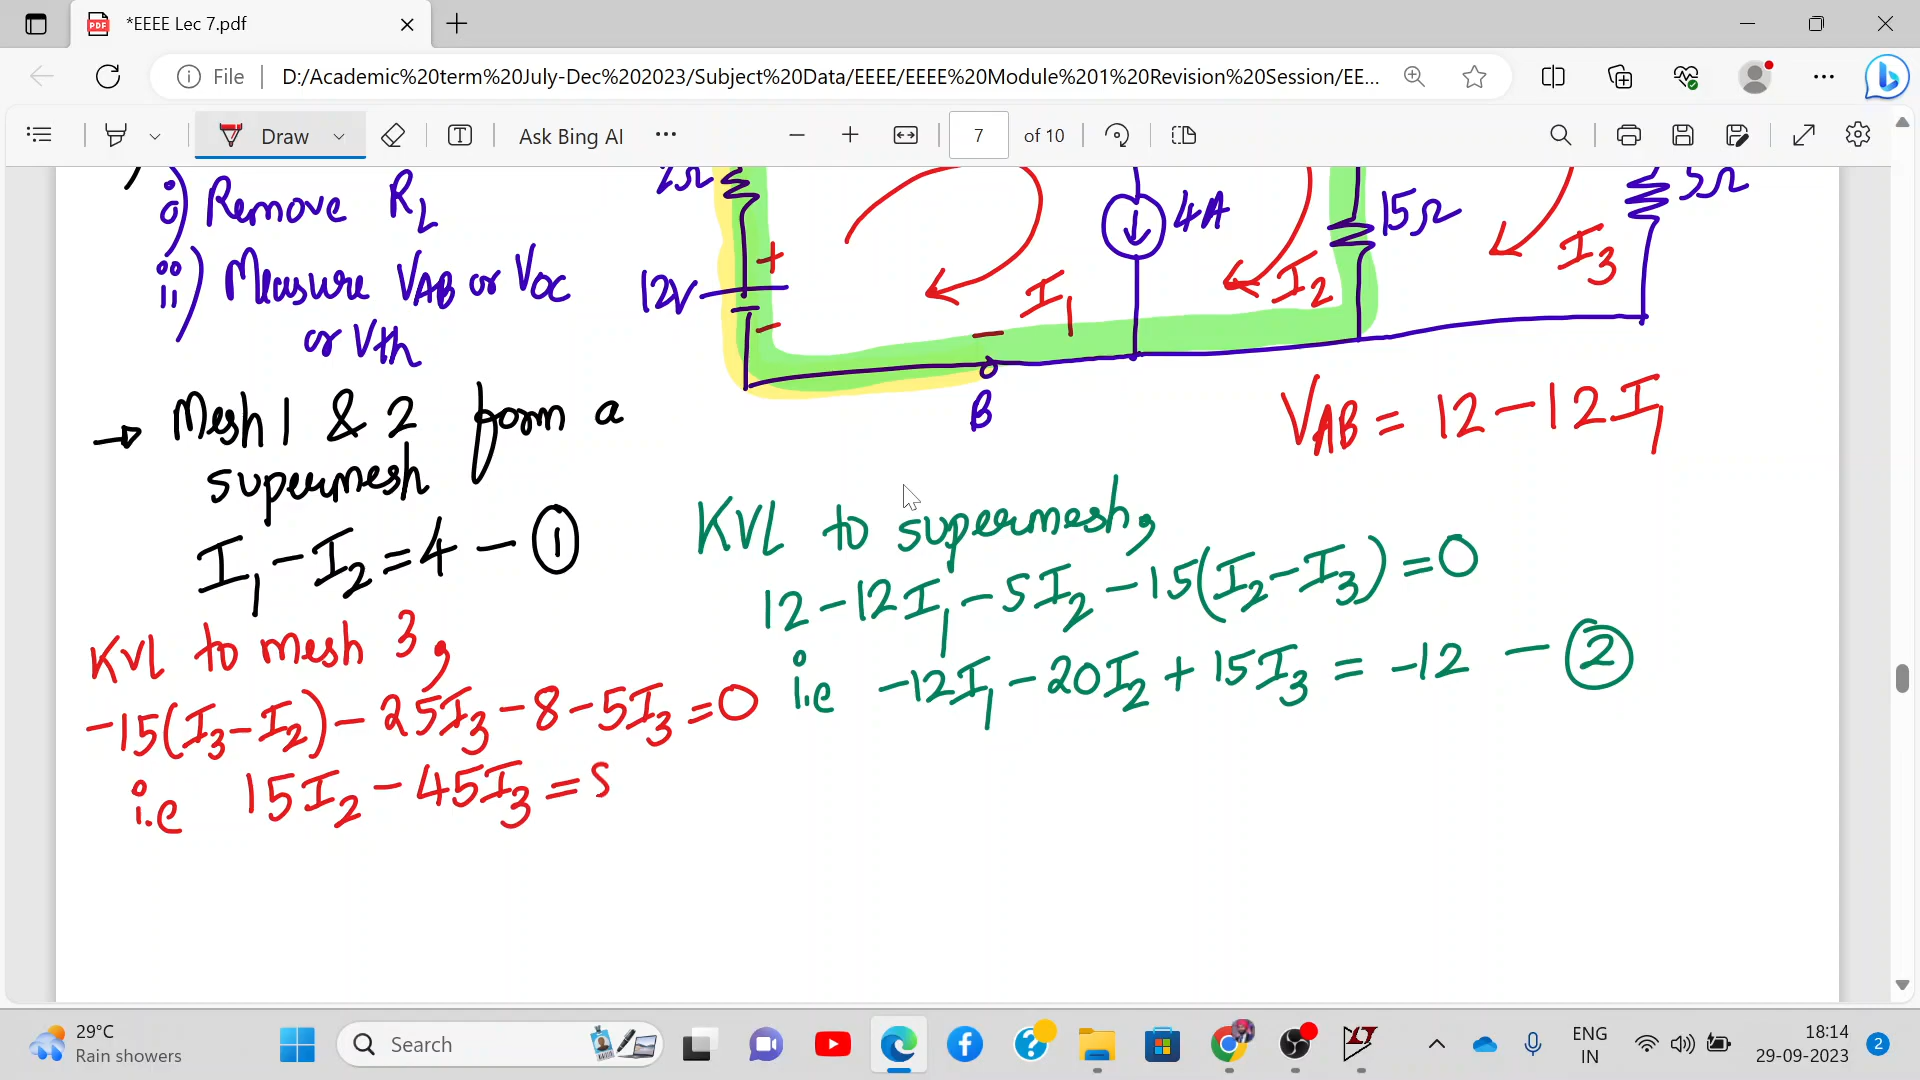 *EEEE Lec 7.pdf
File
D:/Academic%20term%20July-Dec%202023/Subject%20Data/EEEE/EEEE%20Module%201%20Revision%20Session/EE...
Draw
Ask Bing AI
7 of 10
i) Remove RL
ii) Measure VAB or Voc
or Vth
2Ω
12V
+
-
-
B
I1
4A
I2
15Ω
I3
5Ω
VAB = 12-12I1
→ Mesh 1 & 2 form a
supermesh
I1-I2=4 - ①
KVL to mesh 3,
-15(I3-I2)-25I3-8-5I3=0
i.e 15I2-45I3=
KVL to supermesh,
12-12I1-5I2-15(I2-I3)=0
i.e -12I1-20I2+15I3 = -12 - ②
29°C
Rain showers
Search
ENG
IN
18:14
29-09-2023
2